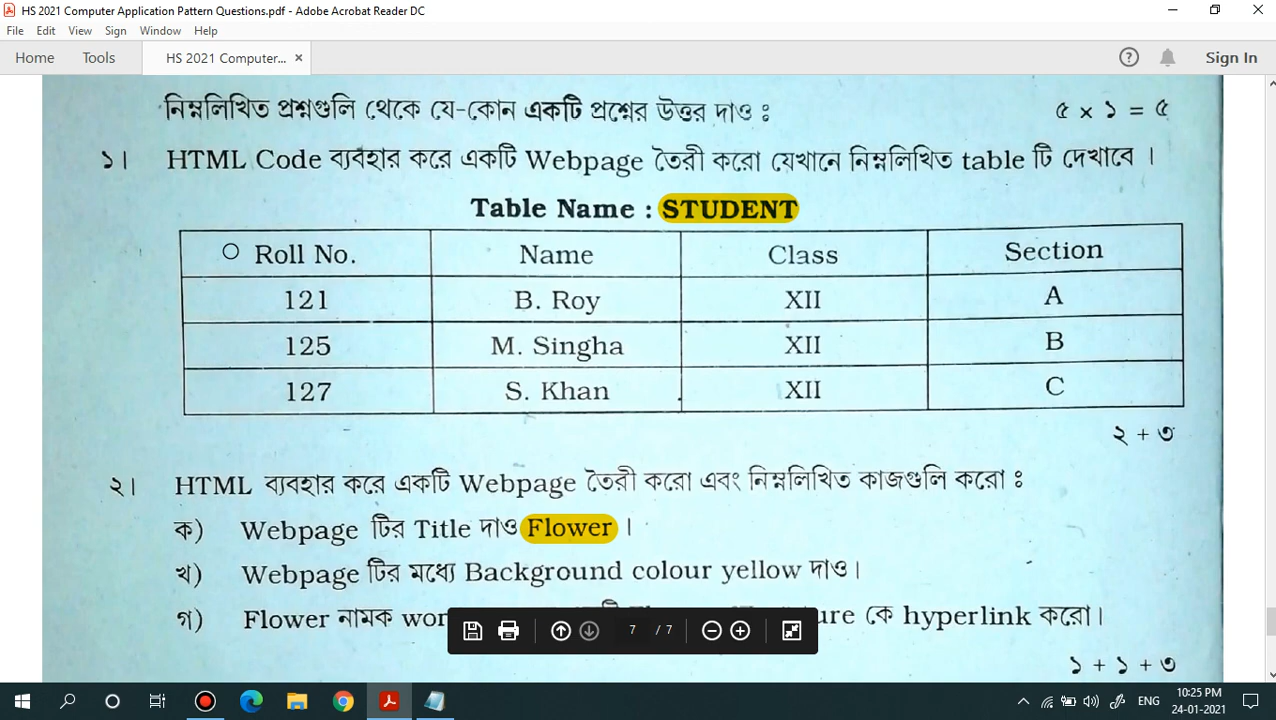 HS 2021 Computer Application Pattern Questions.pdf - Adobe Acrobat Reader DC
File Edit View Sign Window Help
Home Tools HS 2021 Computer... × Sign In
নিম্নলিখিত প্রশ্নগুলি থেকে যে-কোন একটি প্রশ্নের উত্তর দাও ঃ ৫ × ১ = ৫
১। HTML Code ব্যবহার করে একটি Webpage তৈরী করো যেখানে নিম্নলিখিত table টি দেখাবে ।
Table Name : STUDENT
Roll No. Name Class Section
121 B. Roy XII A
125 M. Singha XII B
127 S. Khan XII C
২ + ৩
২। HTML ব্যবহার করে একটি Webpage তৈরী করো এবং নিম্নলিখিত কাজগুলি করো ঃ
ক) Webpage টির Title দাও Flower ।
খ) Webpage টির মধ্যে Background colour yellow দাও।
গ) Flower নামক কে hyperlink করো।
7 / 7
১ + ১ + ৩
ENG 10:25 PM
24-01-2021